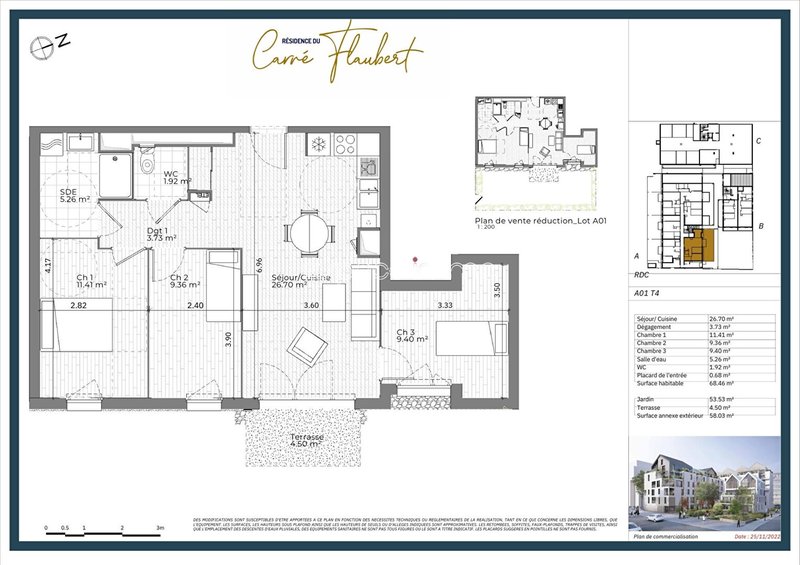 N
RÉSIDENCE DU
Carré Flaubert
SDE
5.26 m²
WC
1.92 m²
Dgt 1
3.73 m²
4.17
Ch 1
11.41 m²
2.82
Ch 2
9.36 m²
2.40
3.90
6.96
Séjour/Cuisine
26.70 m²
3.60
3.33
3.50
Ch 3
9.40 m²
Terrasse
4.50 m²
Plan de vente réduction_Lot A01
1 : 200
C
B
A
RDC
A01 T4
Séjour/ Cuisine 26.70 m²
Dégagement 3.73 m²
Chambre 1 11.41 m²
Chambre 2 9.36 m²
Chambre 3 9.40 m²
Salle d'eau 5.26 m²
WC 1.92 m²
Placard de l'entrée 0.68 m²
Surface habitable 68.46 m²
Jardin 53.53 m²
Terrasse 4.50 m²
Surface annexe extérieur 58.03 m²
0 0.5 1 2 3m
DES MODIFICATIONS SONT SUSCEPTIBLES D'ETRE APPORTEES A CE PLAN EN FONCTION DES NECESSITES TECHNIQUES OU REGLEMENTAIRES DE LA REALISATION, TANT EN CE QUI CONCERNE LES DIMENSIONS LIBRES, QUE
L'EQUIPEMENT. LES SURFACES, LES HAUTEURS SOUS PLAFOND AINSI QUE LES HAUTEURS DE SEUILS OU D'ALLEGES INDIQUEES SONT APPROXIMATIVES. LES RETOMBEES, SOFFITES, FAUX-PLAFONDS, TRAPPES DE VISITES, AINSI
QUE L'EMPLACEMENT DES DESCENTES D'EAUX PLUVIALES, DES EQUIPEMENTS SANITAIRES NE SONT PAS TOUS FIGURES OU LE SONT A TITRE INDICATIF. LES PLACARDS SUGGERES EN POINTILLES NE SONT PAS FOURNIS.
Plan de commercialisation
Date : 25/11/2022